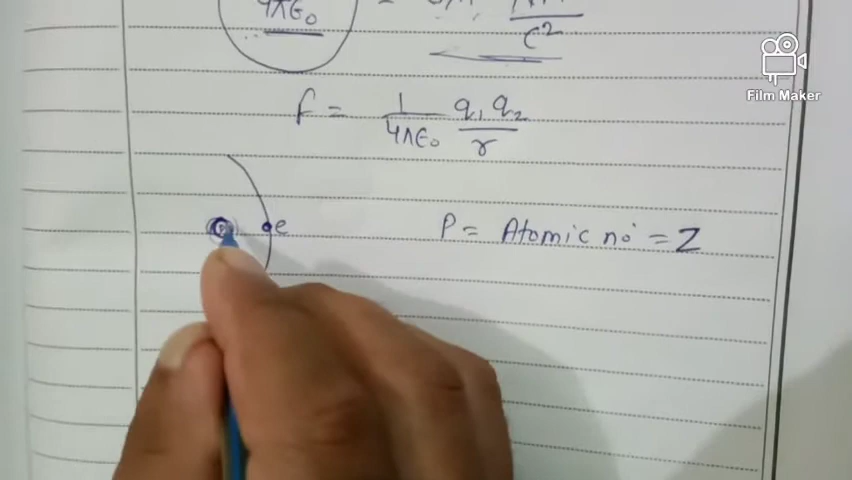 4πε₀ =
C²
f = 1/4πε₀ q₁q₂/r
e P = Atomic no = Z
Film Maker